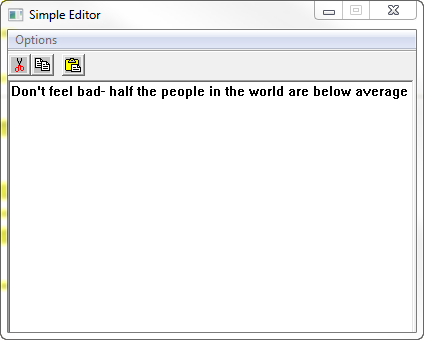 Simple Editor
Options
Don't feel bad- half the people in the world are below average